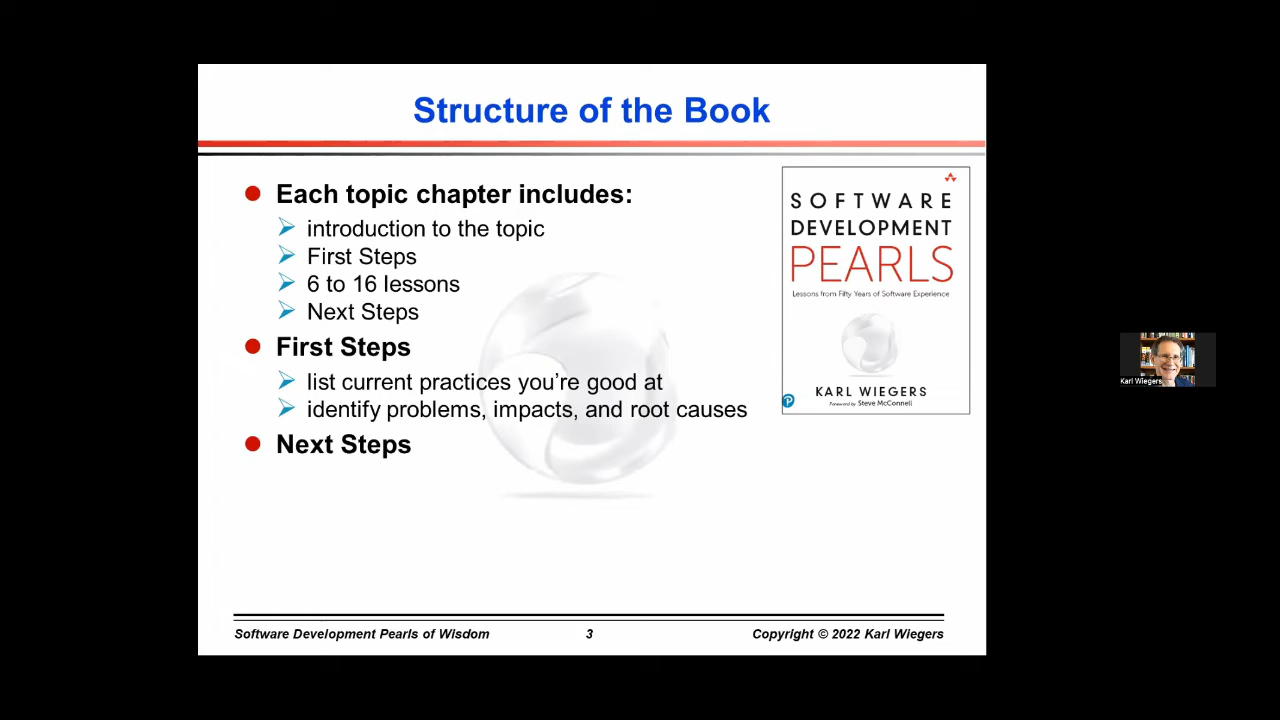 Structure of the Book
Each topic chapter includes:
introduction to the topic
First Steps
6 to 16 lessons
Next Steps
First Steps
list current practices you're good at
identify problems, impacts, and root causes
Next Steps
SOFTWARE
DEVELOPMENT
PEARLS
Lessons from Fifty Years of Software Experience
KARL WIEGERS
Foreword by Steve McConnell
P
Software Development Pearls of Wisdom
3
Copyright © 2022 Karl Wiegers
Karl Wiegers